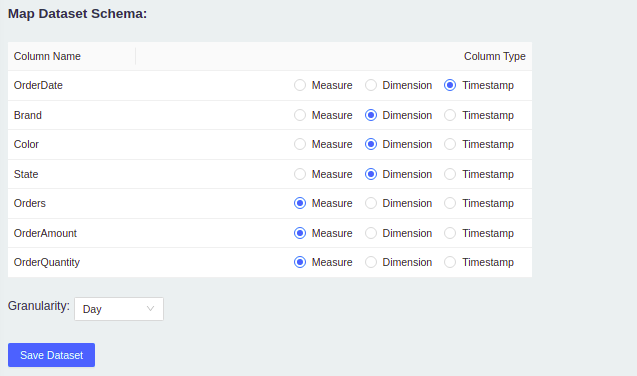 Map Dataset Schema:
Column Name Column Type
OrderDate Measure Dimension Timestamp
Brand Measure Dimension Timestamp
Color Measure Dimension Timestamp
State Measure Dimension Timestamp
Orders Measure Dimension Timestamp
OrderAmount Measure Dimension Timestamp
OrderQuantity Measure Dimension Timestamp
Granularity: Day
Save Dataset